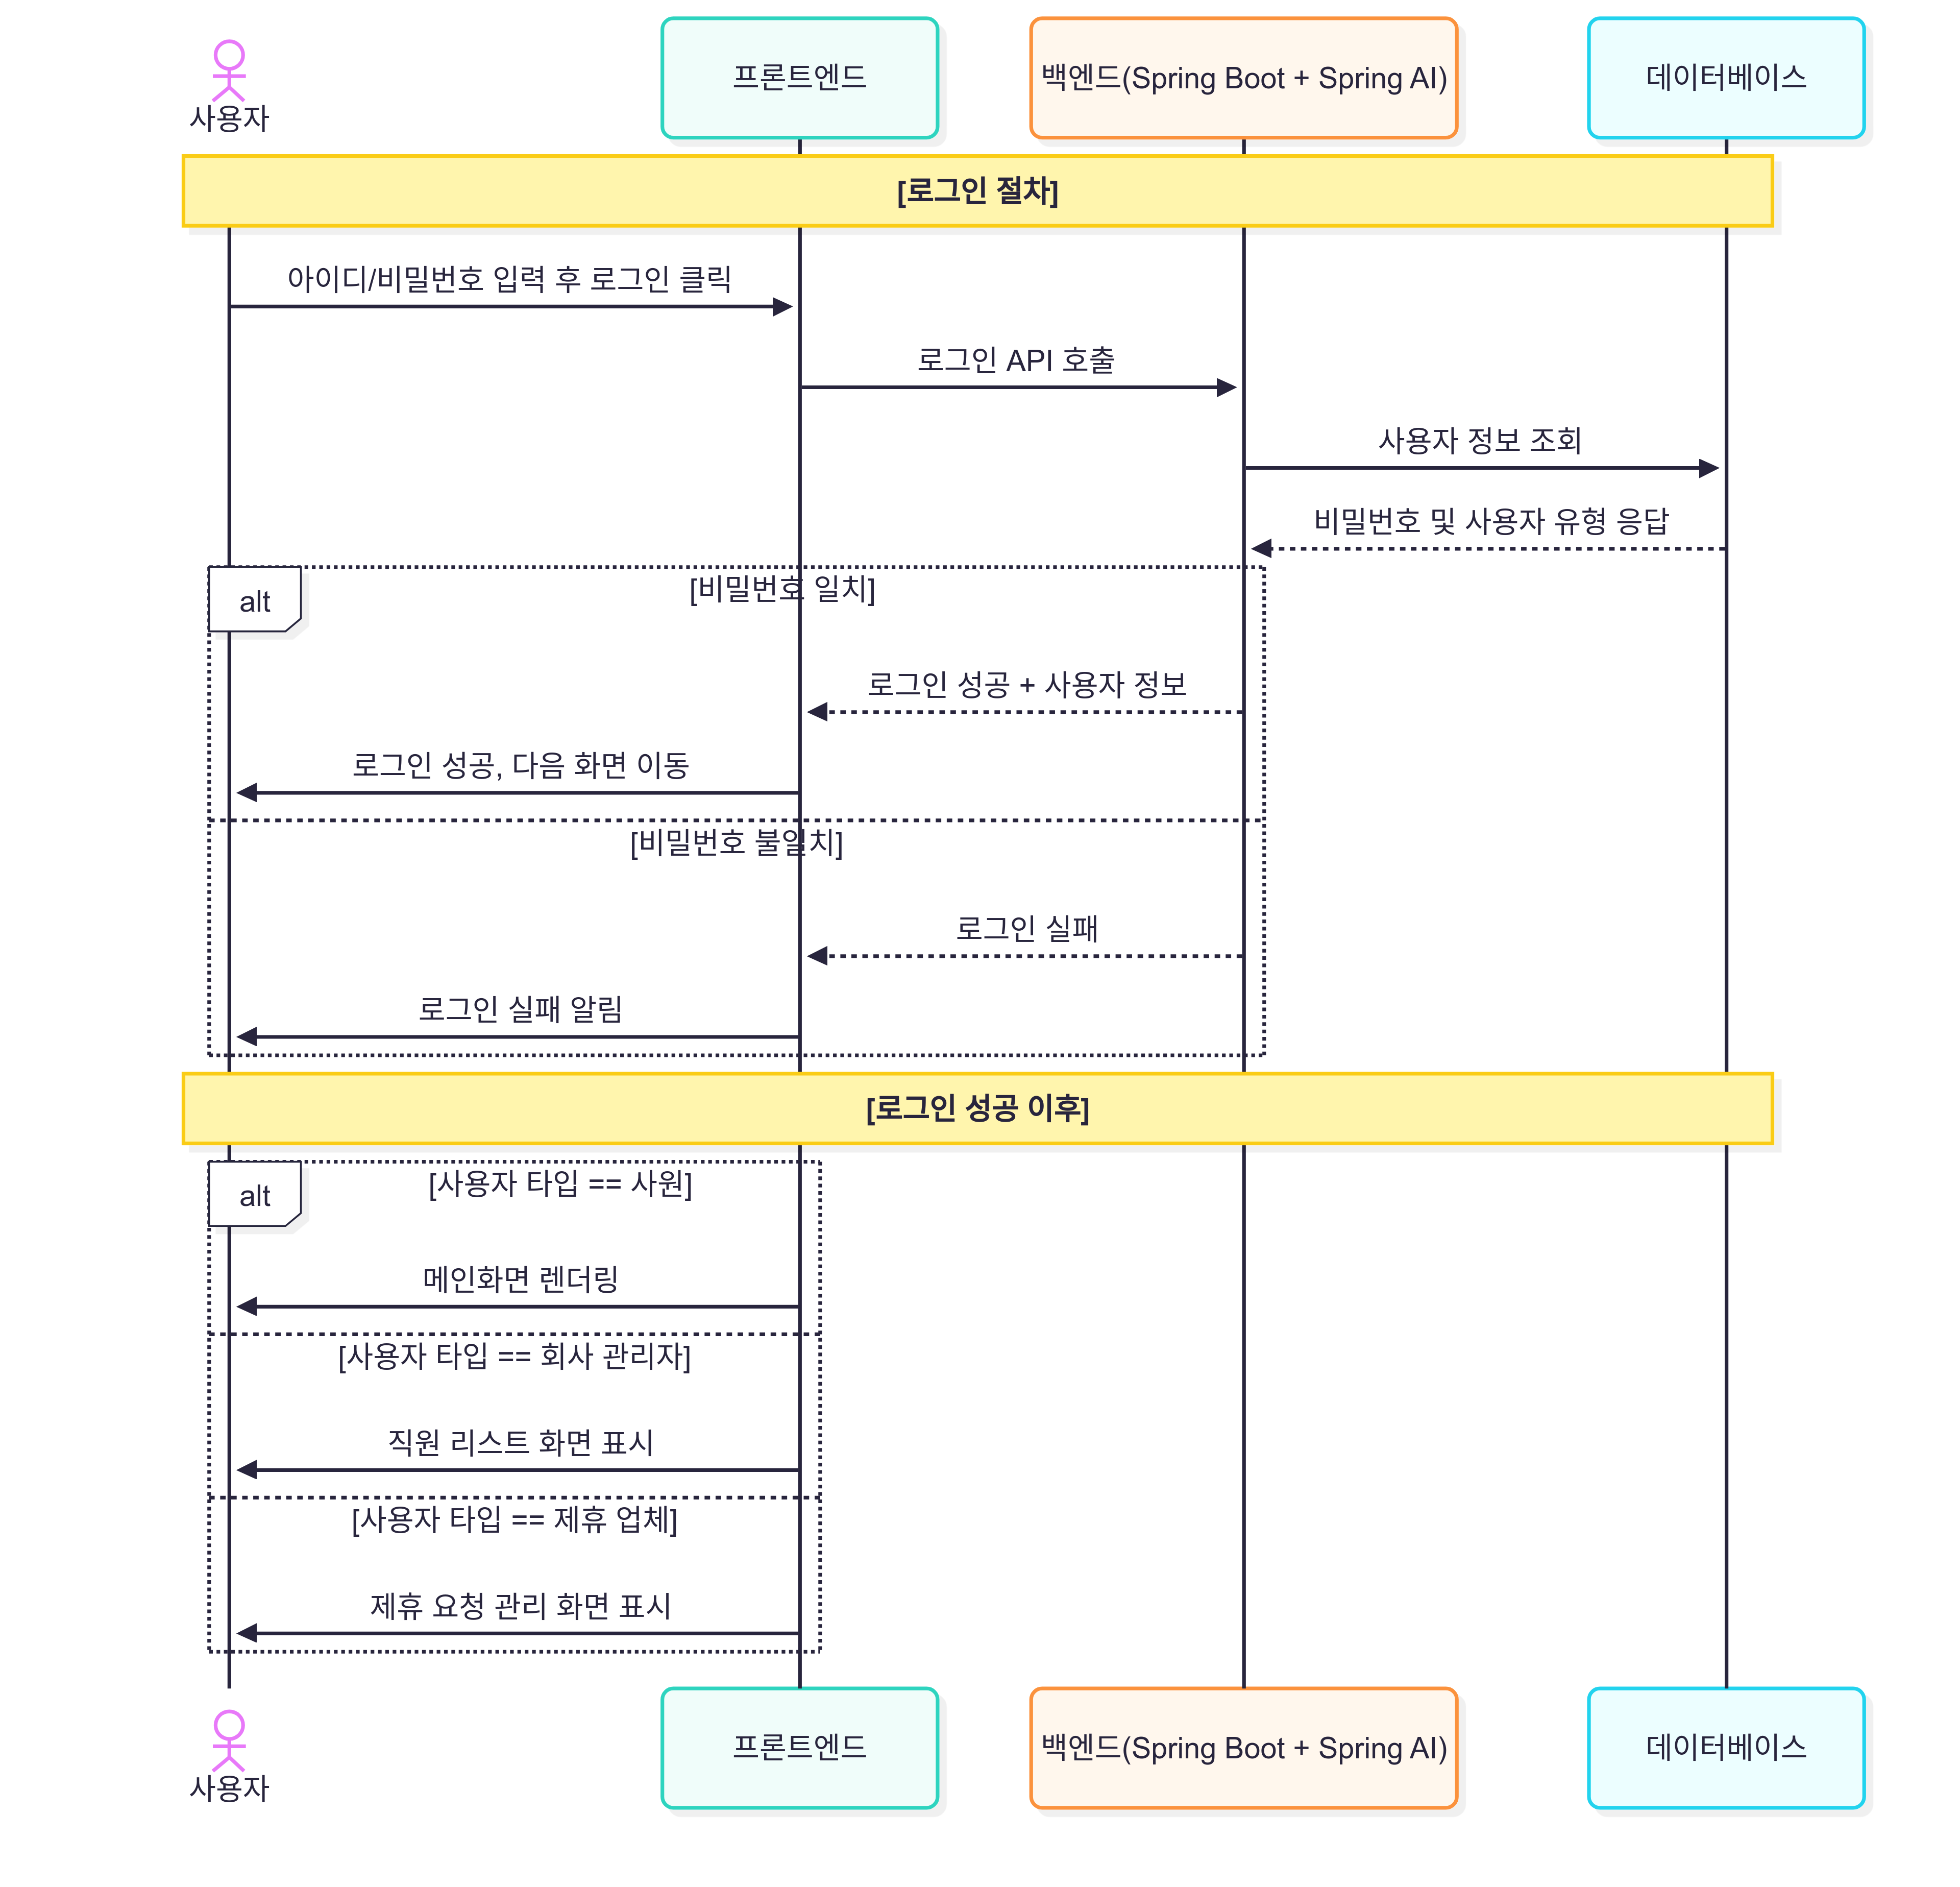 사용자
프론트엔드
백엔드(Spring Boot + Spring AI)
데이터베이스
[로그인 절차]
아이디/비밀번호 입력 후 로그인 클릭
로그인 API 호출
사용자 정보 조회
비밀번호 및 사용자 유형 응답
alt
[비밀번호 일치]
로그인 성공 + 사용자 정보
로그인 성공, 다음 화면 이동
[비밀번호 불일치]
로그인 실패
로그인 실패 알림
[로그인 성공 이후]
alt
[사용자 타입 == 사원]
메인화면 렌더링
[사용자 타입 == 회사 관리자]
직원 리스트 화면 표시
[사용자 타입 == 제휴 업체]
제휴 요청 관리 화면 표시
사용자
프론트엔드
백엔드(Spring Boot + Spring AI)
데이터베이스